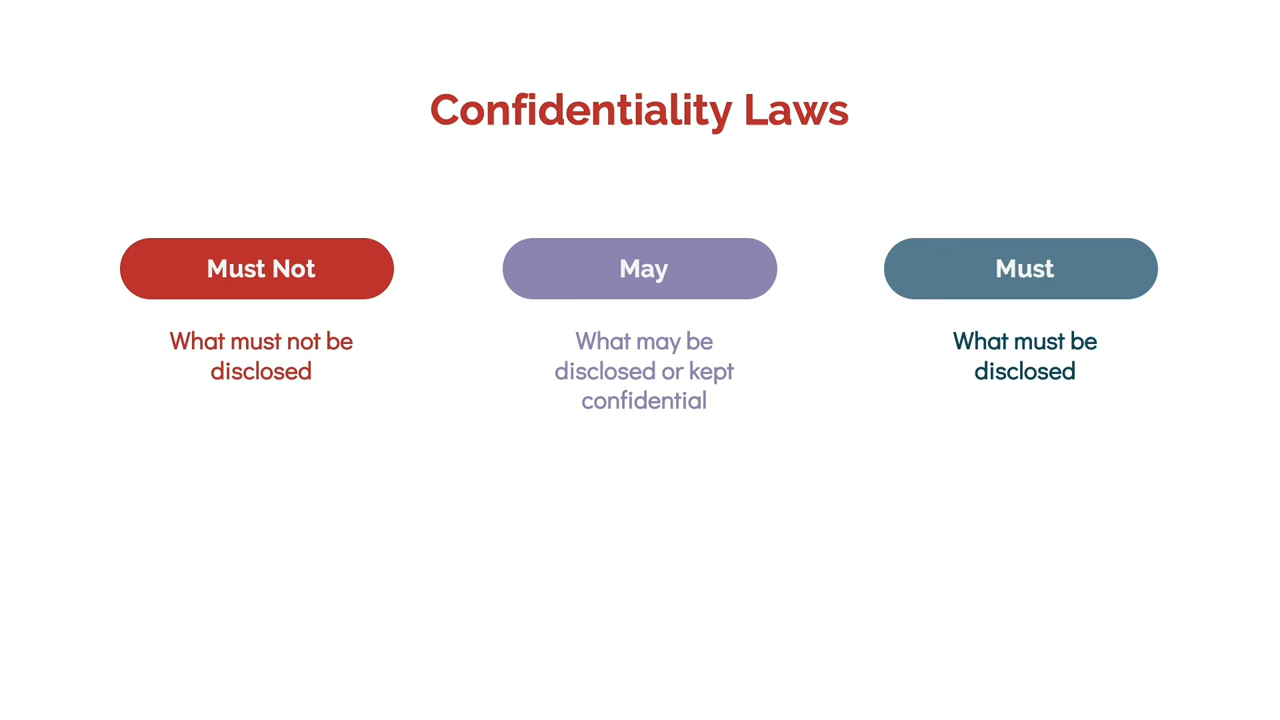 Confidentiality Laws
Must Not
What must not be
disclosed
May
What may be
disclosed or kept
confidential
Must
What must be
disclosed